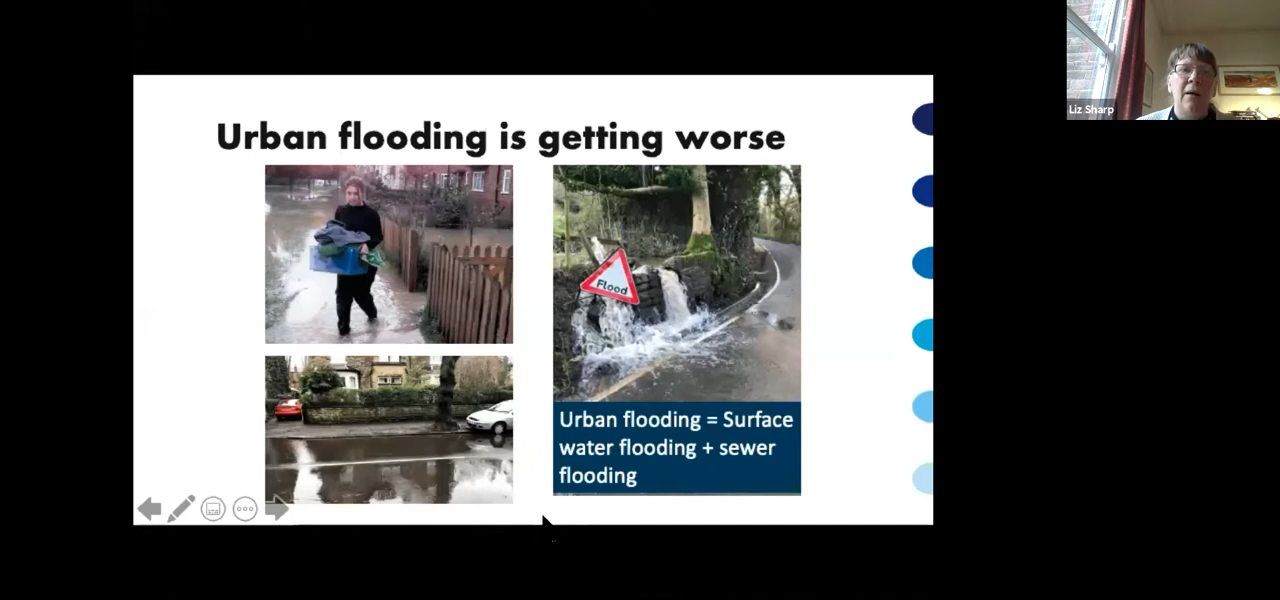 Urban flooding is getting worse
Liz Sharp
Flood
Urban flooding = Surface
water flooding + sewer
flooding